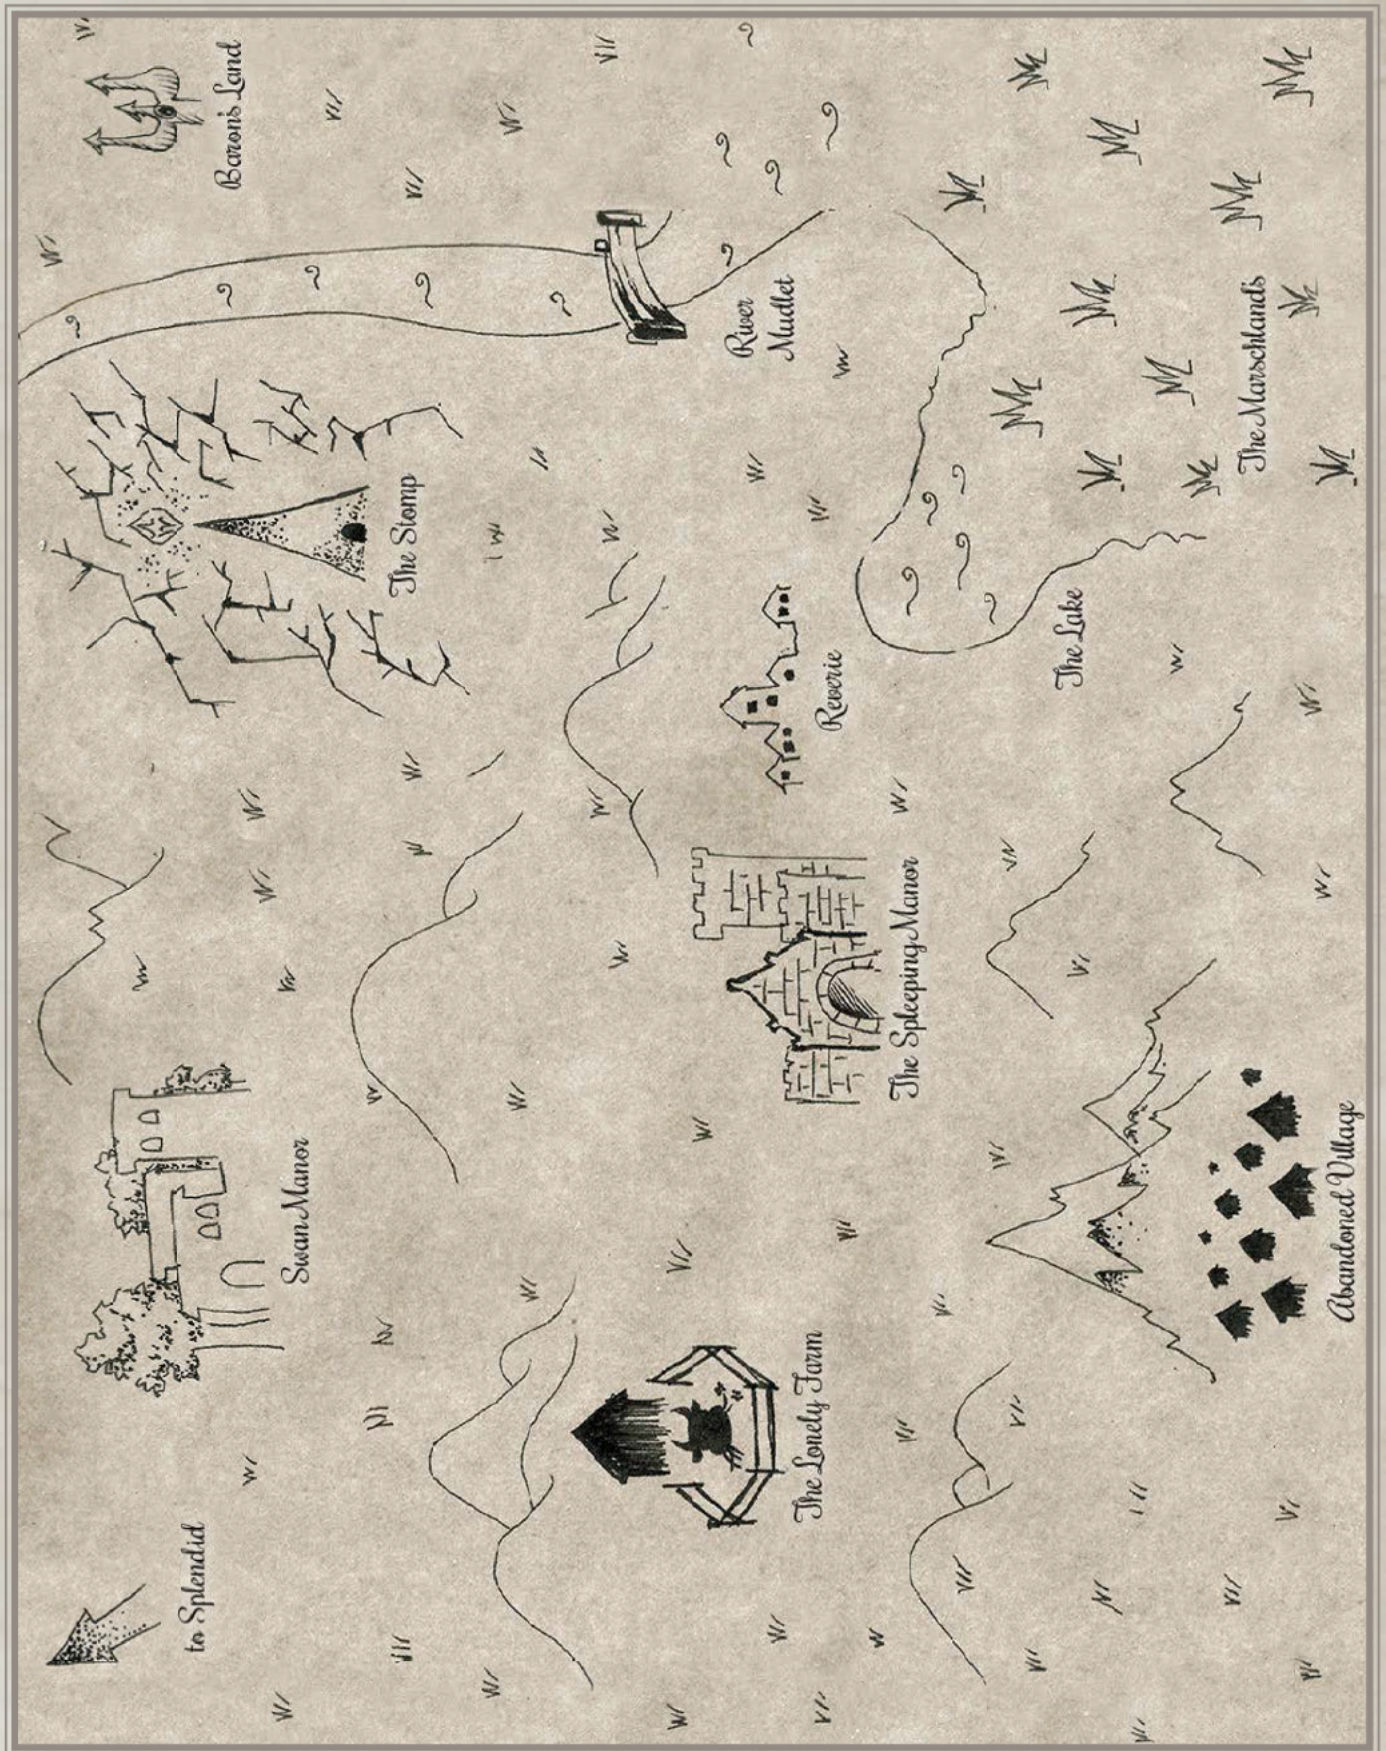 to Splendid
Baron's Land
Swan Manor
The Stomp
River
Mudlet
The Lonely Farm
Reverie
The Spleeping Manor
The Lake
The Marschlands
Abandoned Village